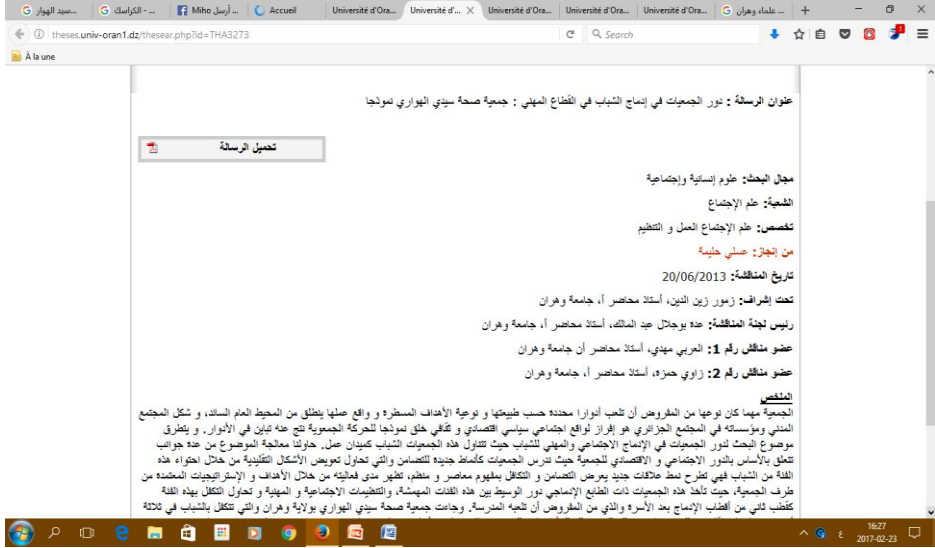 سيد الهوار...
الكراسك - ...
أرسل Miho ...
Accueil
Université d'Ora...
Université d'...
Université d'Ora...
Université d'Ora...
Université d'Ora...
علماء وهران ...
theses.univ-oran1.dz/thesear.php?id=THA3273
Search
À la une
عنوان الرسالة : دور الجمعيات في إدماج الشباب في القطاع المهني : جمعية صحة سيدي الهواري نموذجا
تحميل الرسالة
مجال البحث: علوم إنسانية وإجتماعية
الشعبة: علم الإجتماع
تخصص: علم الإجتماع العمل و التنظيم
من إنجاز: عسلي حليمة
تاريخ المناقشة: 20/06/2013
تحت إشراف: زمور زين الدين، أستاذ محاضر أ، جامعة وهران
رئيس لجنة المناقشة: عدة بوجلال عبد المالك، أستاذ محاضر أ، جامعة وهران
عضو مناقش رقم 1: العربي مهدي، أستاذ محاضر أن جامعة وهران
عضو مناقش رقم 2: زاوي حمزة، أستاذ محاضر أ، جامعة وهران
الملخص
الجمعية مهما كان نوعها من المفروض أن تلعب أدوارا محددة حسب طبيعتها و نوعية الأهداف المسطرة و واقع عملها ينطلق من المحيط العام السائد، و شكل المجتمع
المدني ومؤسساته في المجتمع الجزائري هو إفراز لواقع اجتماعي سياسي اقتصادي و ثقافي خلق نموذجا للحركة الجمعوية نتج عنه تباين في الأدوار. و يتطرق
موضوع البحث لدور الجمعيات في الإدماج الاجتماعي والمهني للشباب حيث تتناول هذه الجمعيات الشباب كميدان عمل. حاولنا معالجة الموضوع من عدة جوانب
تتعلق بالأساس بالدور الاجتماعي و الاقتصادي للجمعية حيث ندرس الجمعيات كأنماط جديدة للتضامن والتي تحاول تعويض الأشكال التقليدية من خلال احتواء هذه
الفئة من الشباب فهي تطرح نمط علاقات جديد يعرض التضامن و التكافل بمفهوم معاصر و منظم، تظهر مدى فعاليته من خلال الأهداف و الإستراتيجيات المعتمدة من
طرف الجمعية، حيث تأخذ هذه الجمعيات ذات الطابع الإدماجي دور الوسيط بين هذه الفئات المهمشة، والتنظيمات الاجتماعية و المهنية و تحاول التكفل بهذه الفئة
كقطب ثاني من أقطاب الإدماج بعد الأسرة والذي من المفروض أن تلعبه المدرسة. وجاءت جمعية صحة سيدي الهواري بولاية وهران والتي تتكفل بالشباب في ثلاثة
16:27
2017-02-23